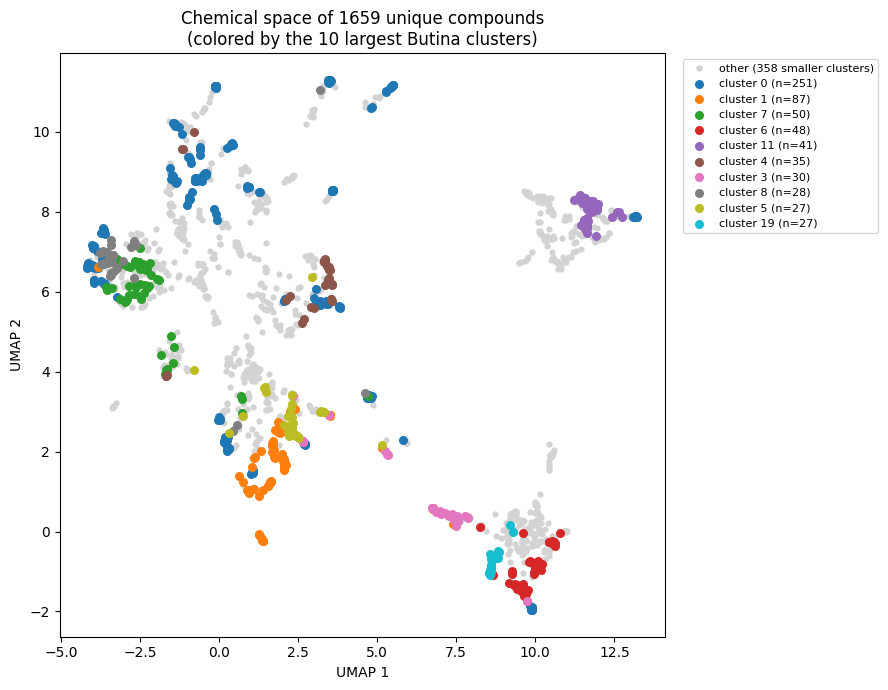 Chemical space of 1659 unique compounds
(colored by the 10 largest Butina clusters)
other (358 smaller clusters)
cluster 0 (n=251)
cluster 1 (n=87)
cluster 7 (n=50)
cluster 6 (n=48)
cluster 11 (n=41)
cluster 4 (n=35)
cluster 3 (n=30)
cluster 8 (n=28)
cluster 5 (n=27)
cluster 19 (n=27)
UMAP 2
10
8
6
4
2
0
−2
−5.0 −2.5 0.0 2.5 5.0 7.5 10.0 12.5
UMAP 1